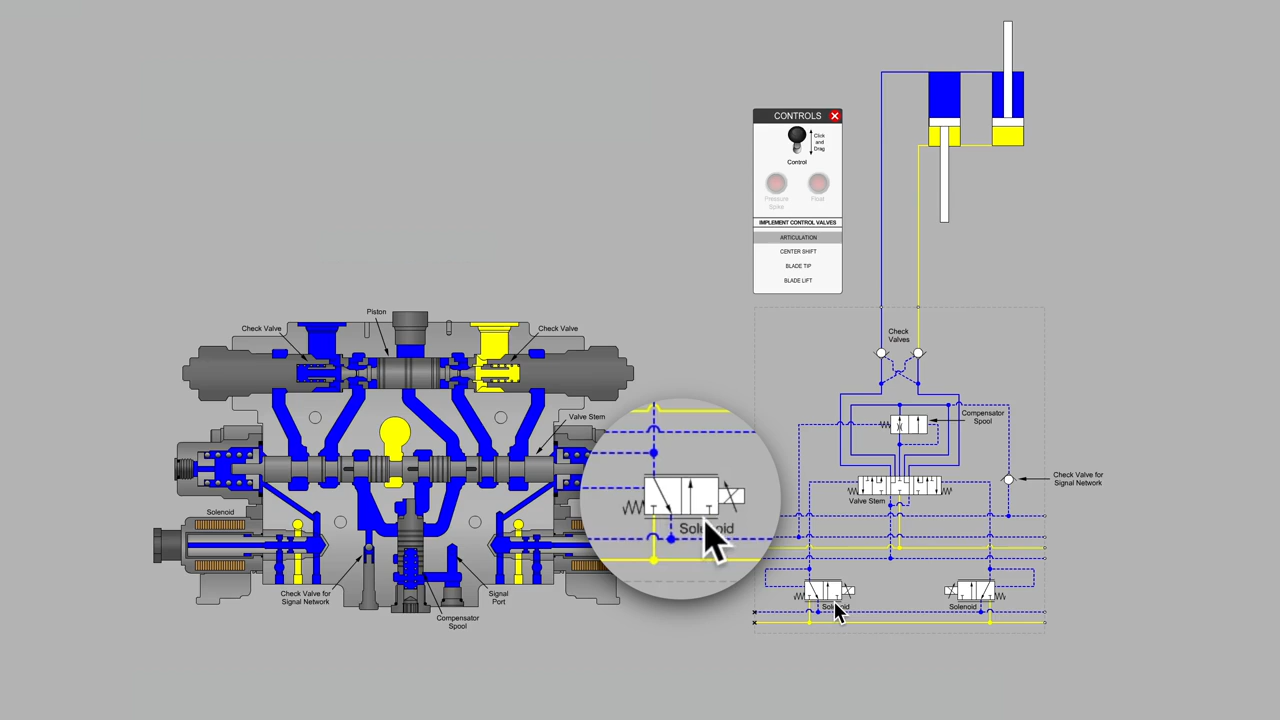 CONTROLS
Click
and
Drag
Control
Pressure
Spike
Float
IMPLEMENT CONTROL VALVES
ARTICULATION
CENTER SHIFT
BLADE TIP
BLADE LIFT
Piston
Check Valve
Check Valve
Valve Stem
Solenoid
Check Valve for
Signal Network
Signal
Port
Compensator
Spool
Check
Valves
Compensator
Spool
Check Valve for
Signal Network
Valve Stem
Solenoid
Solenoid